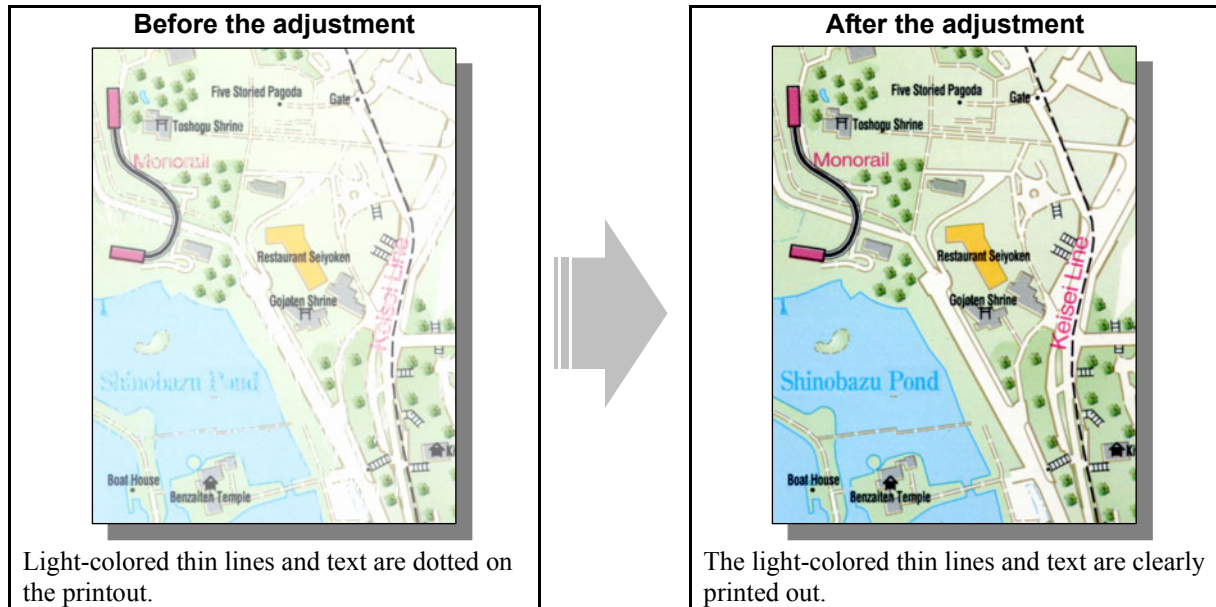 Before the adjustment
Five Storied Pagoda
Gate
Toshogu Shrine
Monorail
Restaurant Seiyoken
Gojoten Shrine
Keisei Line
Shinobazu Pond
Boat House
Benzaiten Temple
Light-colored thin lines and text are dotted on
the printout.
After the adjustment
Five Storied Pagoda
Gate
Toshogu Shrine
Monorail
Restaurant Seiyoken
Gojoten Shrine
Keisei Line
Shinobazu Pond
Boat House
Benzaiten Temple
The light-colored thin lines and text are clearly
printed out.